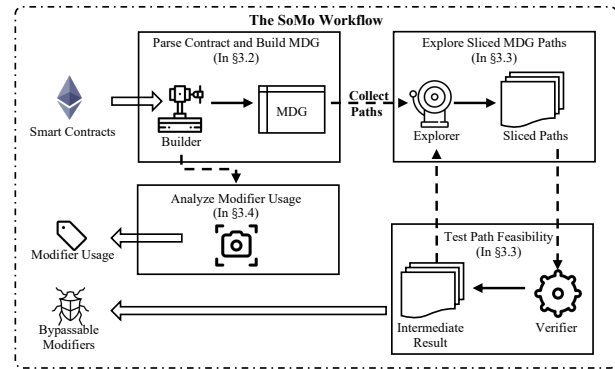 The SoMo Workflow
Parse Contract and Build MDG
(In §3.2)
Explore Sliced MDG Paths
(In §3.3)
Smart Contracts
Builder
MDG
Collect
Paths
Explorer
Sliced Paths
Analyze Modifier Usage
(In §3.4)
Modifier Usage
Test Path Feasibility
(In §3.3)
Bypassable
Modifiers
Intermediate
Result
Verifier